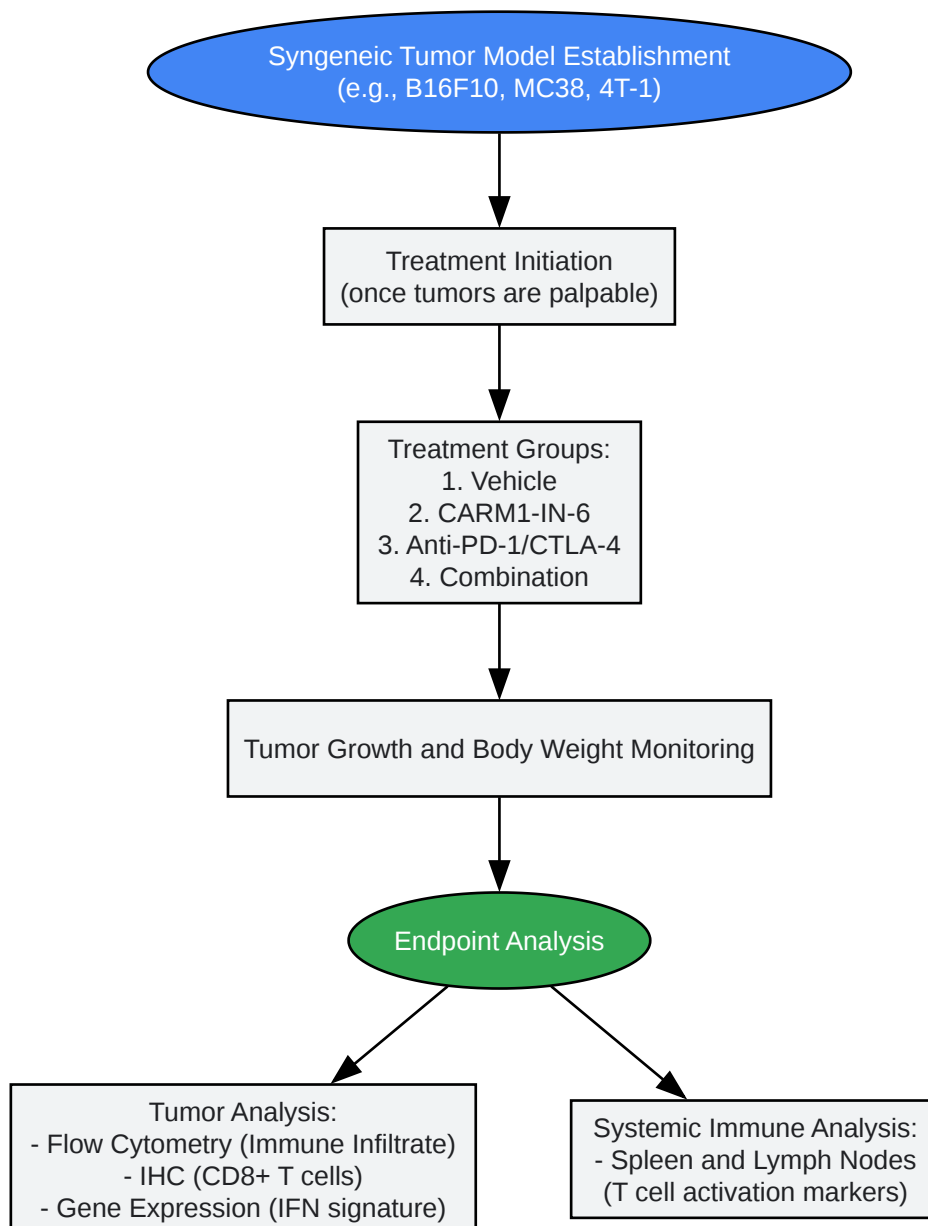 Syngeneic Tumor Model Establishment
(e.g., B16F10, MC38, 4T-1)
Treatment Initiation
(once tumors are palpable)
Treatment Groups:
1. Vehicle
2. CARM1-IN-6
3. Anti-PD-1/CTLA-4
4. Combination
Tumor Growth and Body Weight Monitoring
Endpoint Analysis
Tumor Analysis:
- Flow Cytometry (Immune Infiltrate)
- IHC (CD8+ T cells)
- Gene Expression (IFN signature)
Systemic Immune Analysis:
- Spleen and Lymph Nodes
(T cell activation markers)